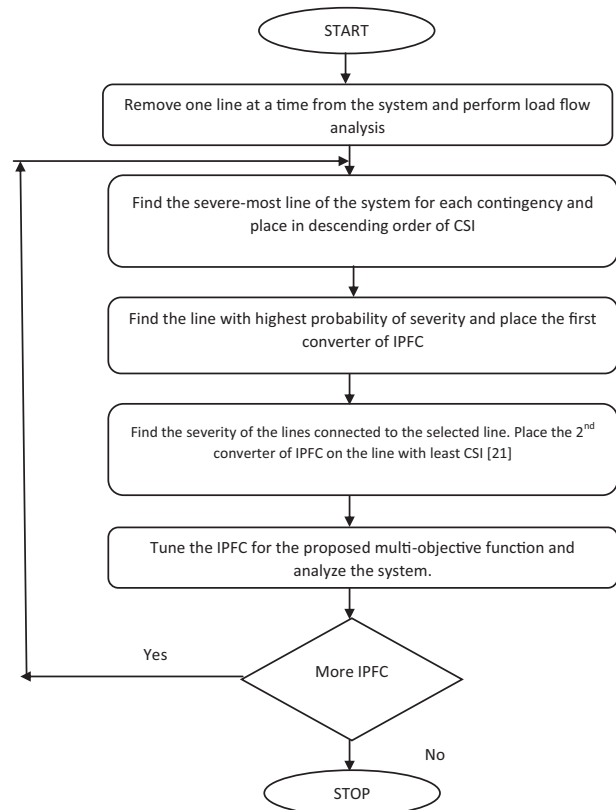 START
Remove one line at a time from the system and perform load flow
analysis
Find the severe-most line of the system for each contingency and
place in descending order of CSI
Find the line with highest probability of severity and place the first
converter of IPFC
Find the severity of the lines connected to the selected line. Place the 2nd
converter of IPFC on the line with least CSI [21]
Tune the IPFC for the proposed multi-objective function and
analyze the system.
Yes
More IPFC
No
STOP